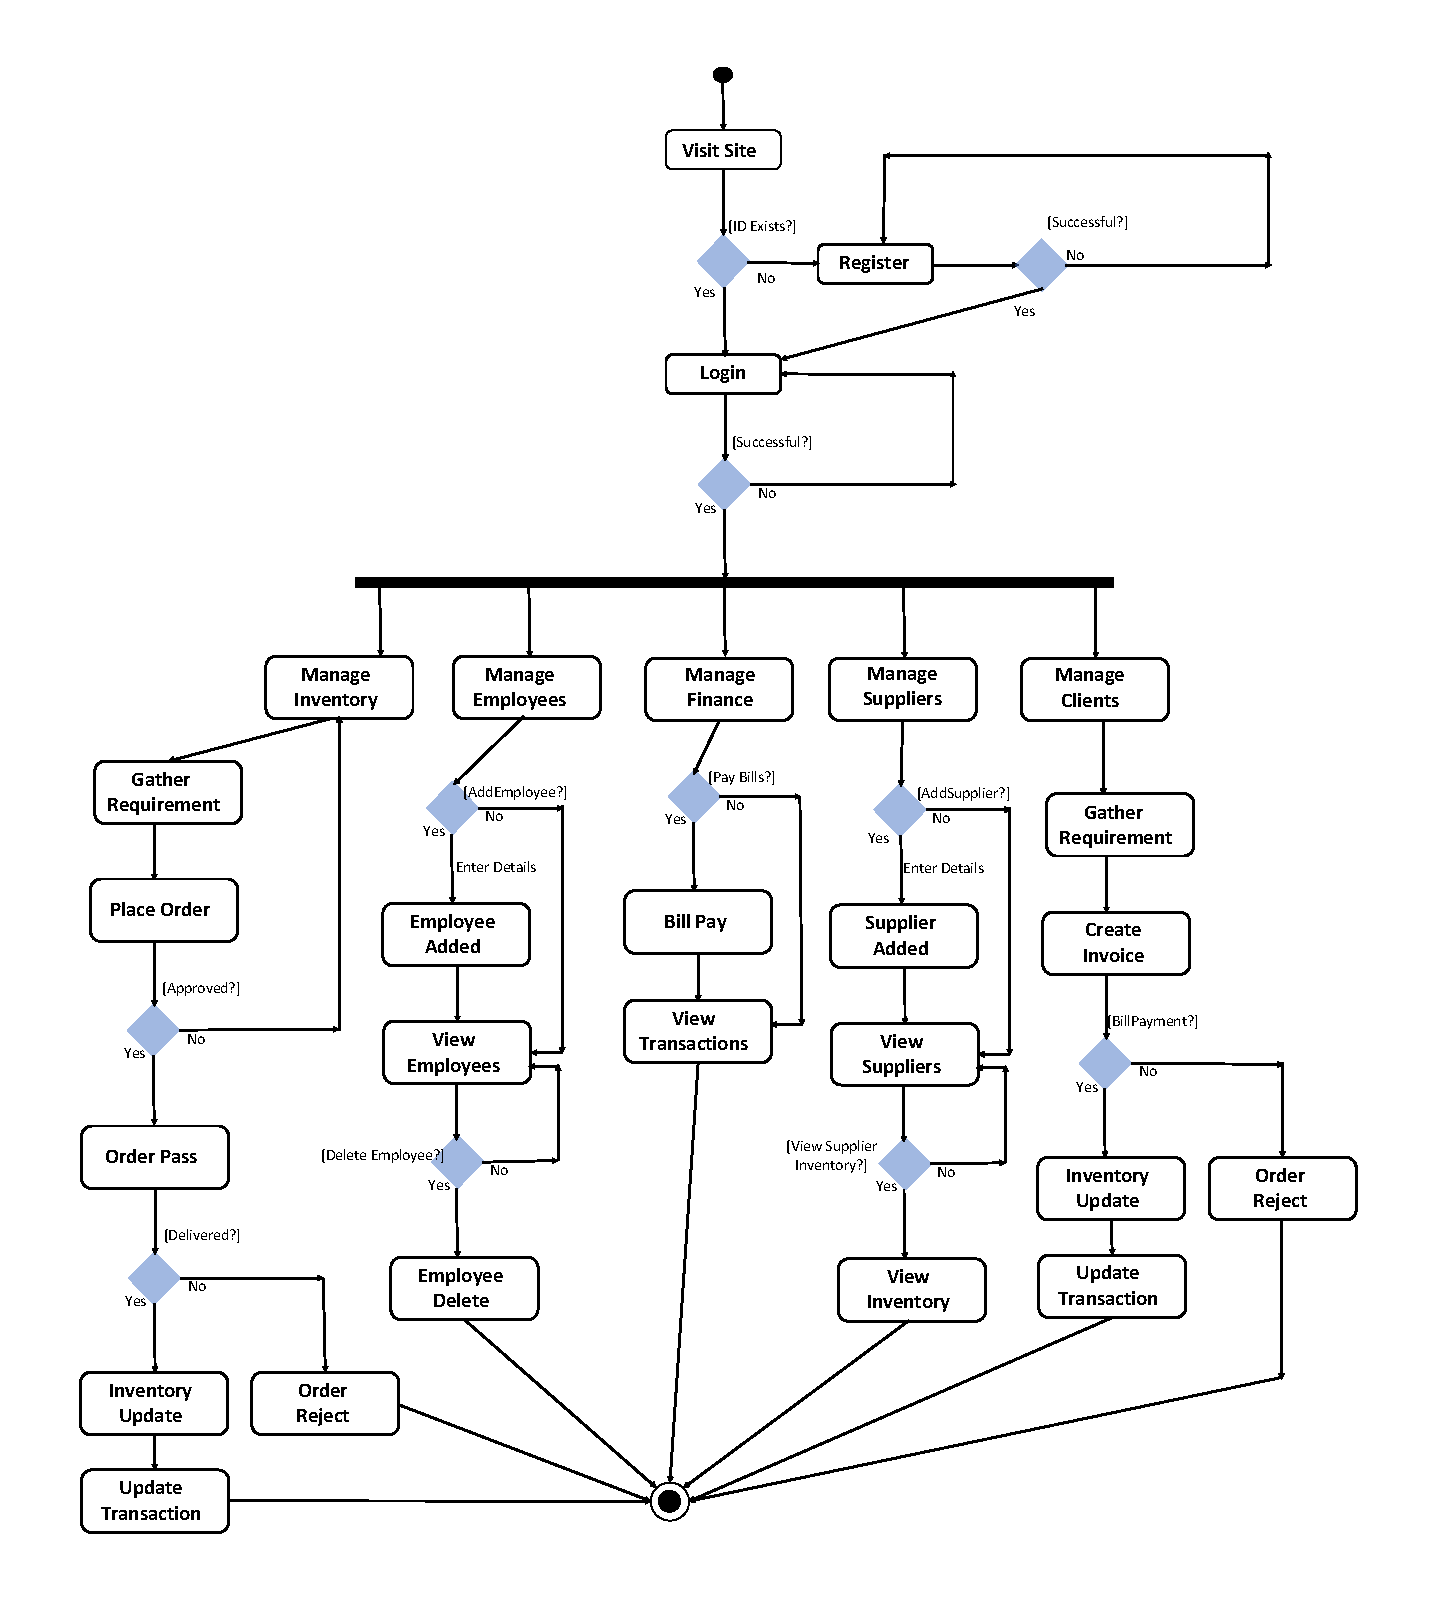 Visit Site
[ID Exists?]
[Successful?]
Register
No
No
Yes
Yes
Login
[Successful?]
No
Yes
Manage
Inventory
Manage
Employees
Manage
Finance
Manage
Suppliers
Manage
Clients
Gather
Requirement
[AddEmployee?]
No
Yes
Enter Details
[Pay Bills?]
No
Yes
[AddSupplier?]
No
Yes
Enter Details
Gather
Requirement
Place Order
Employee
Added
Bill Pay
Supplier
Added
Create
Invoice
[Approved?]
No
Yes
View
Employees
View
Transactions
View
Suppliers
[BillPayment?]
No
Yes
Order Pass
[Delete Employee?]
No
Yes
[View Supplier
Inventory?]
No
Yes
Inventory
Update
Order
Reject
[Delivered?]
No
Yes
Employee
Delete
View
Inventory
Update
Transaction
Inventory
Update
Order
Reject
Update
Transaction